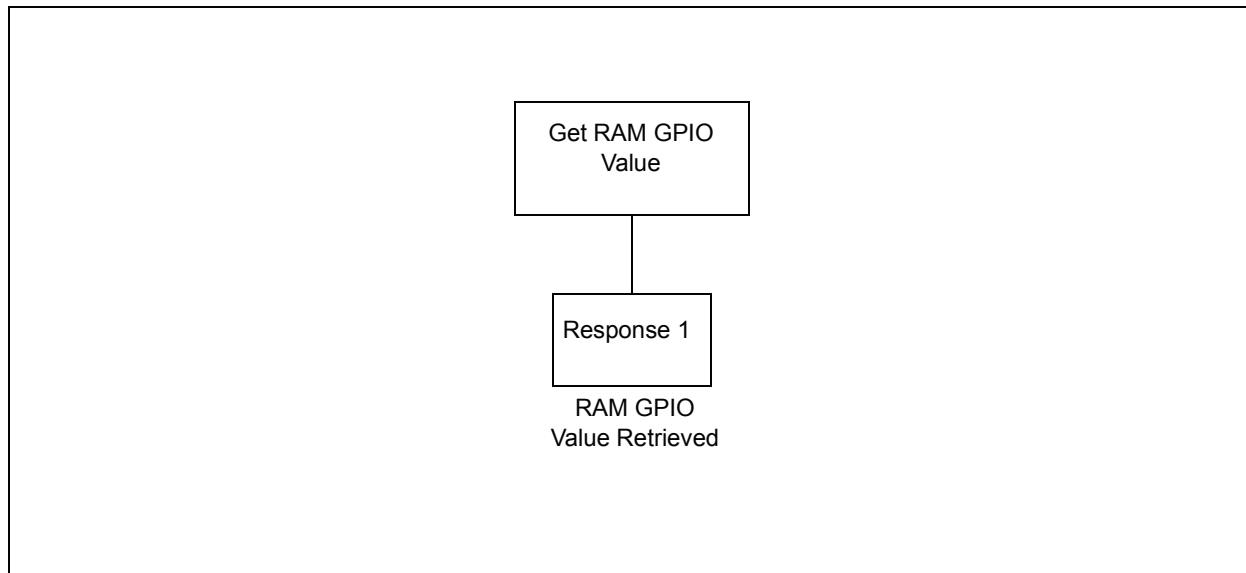 Get RAM GPIO
Value
Response 1
RAM GPIO
Value Retrieved